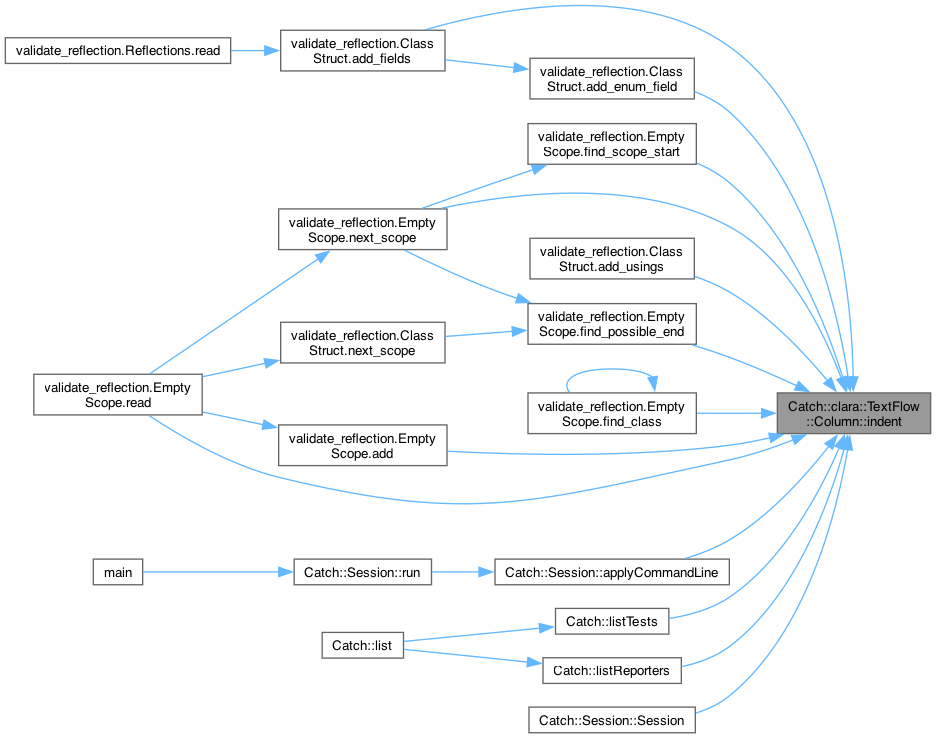 validate_reflection.Reflections.read
validate_reflection.Class
Struct.add_fields
validate_reflection.Class
Struct.add_enum_field
validate_reflection.Empty
Scope.find_scope_start
validate_reflection.Empty
Scope.next_scope
validate_reflection.Class
Struct.add_usings
validate_reflection.Empty
Scope.find_possible_end
validate_reflection.Class
Struct.next_scope
validate_reflection.Empty
Scope.read
validate_reflection.Empty
Scope.find_class
Catch::clara::TextFlow
::Column::indent
validate_reflection.Empty
Scope.add
main
Catch::Session::run
Catch::Session::applyCommandLine
Catch::listTests
Catch::list
Catch::listReporters
Catch::Session::Session